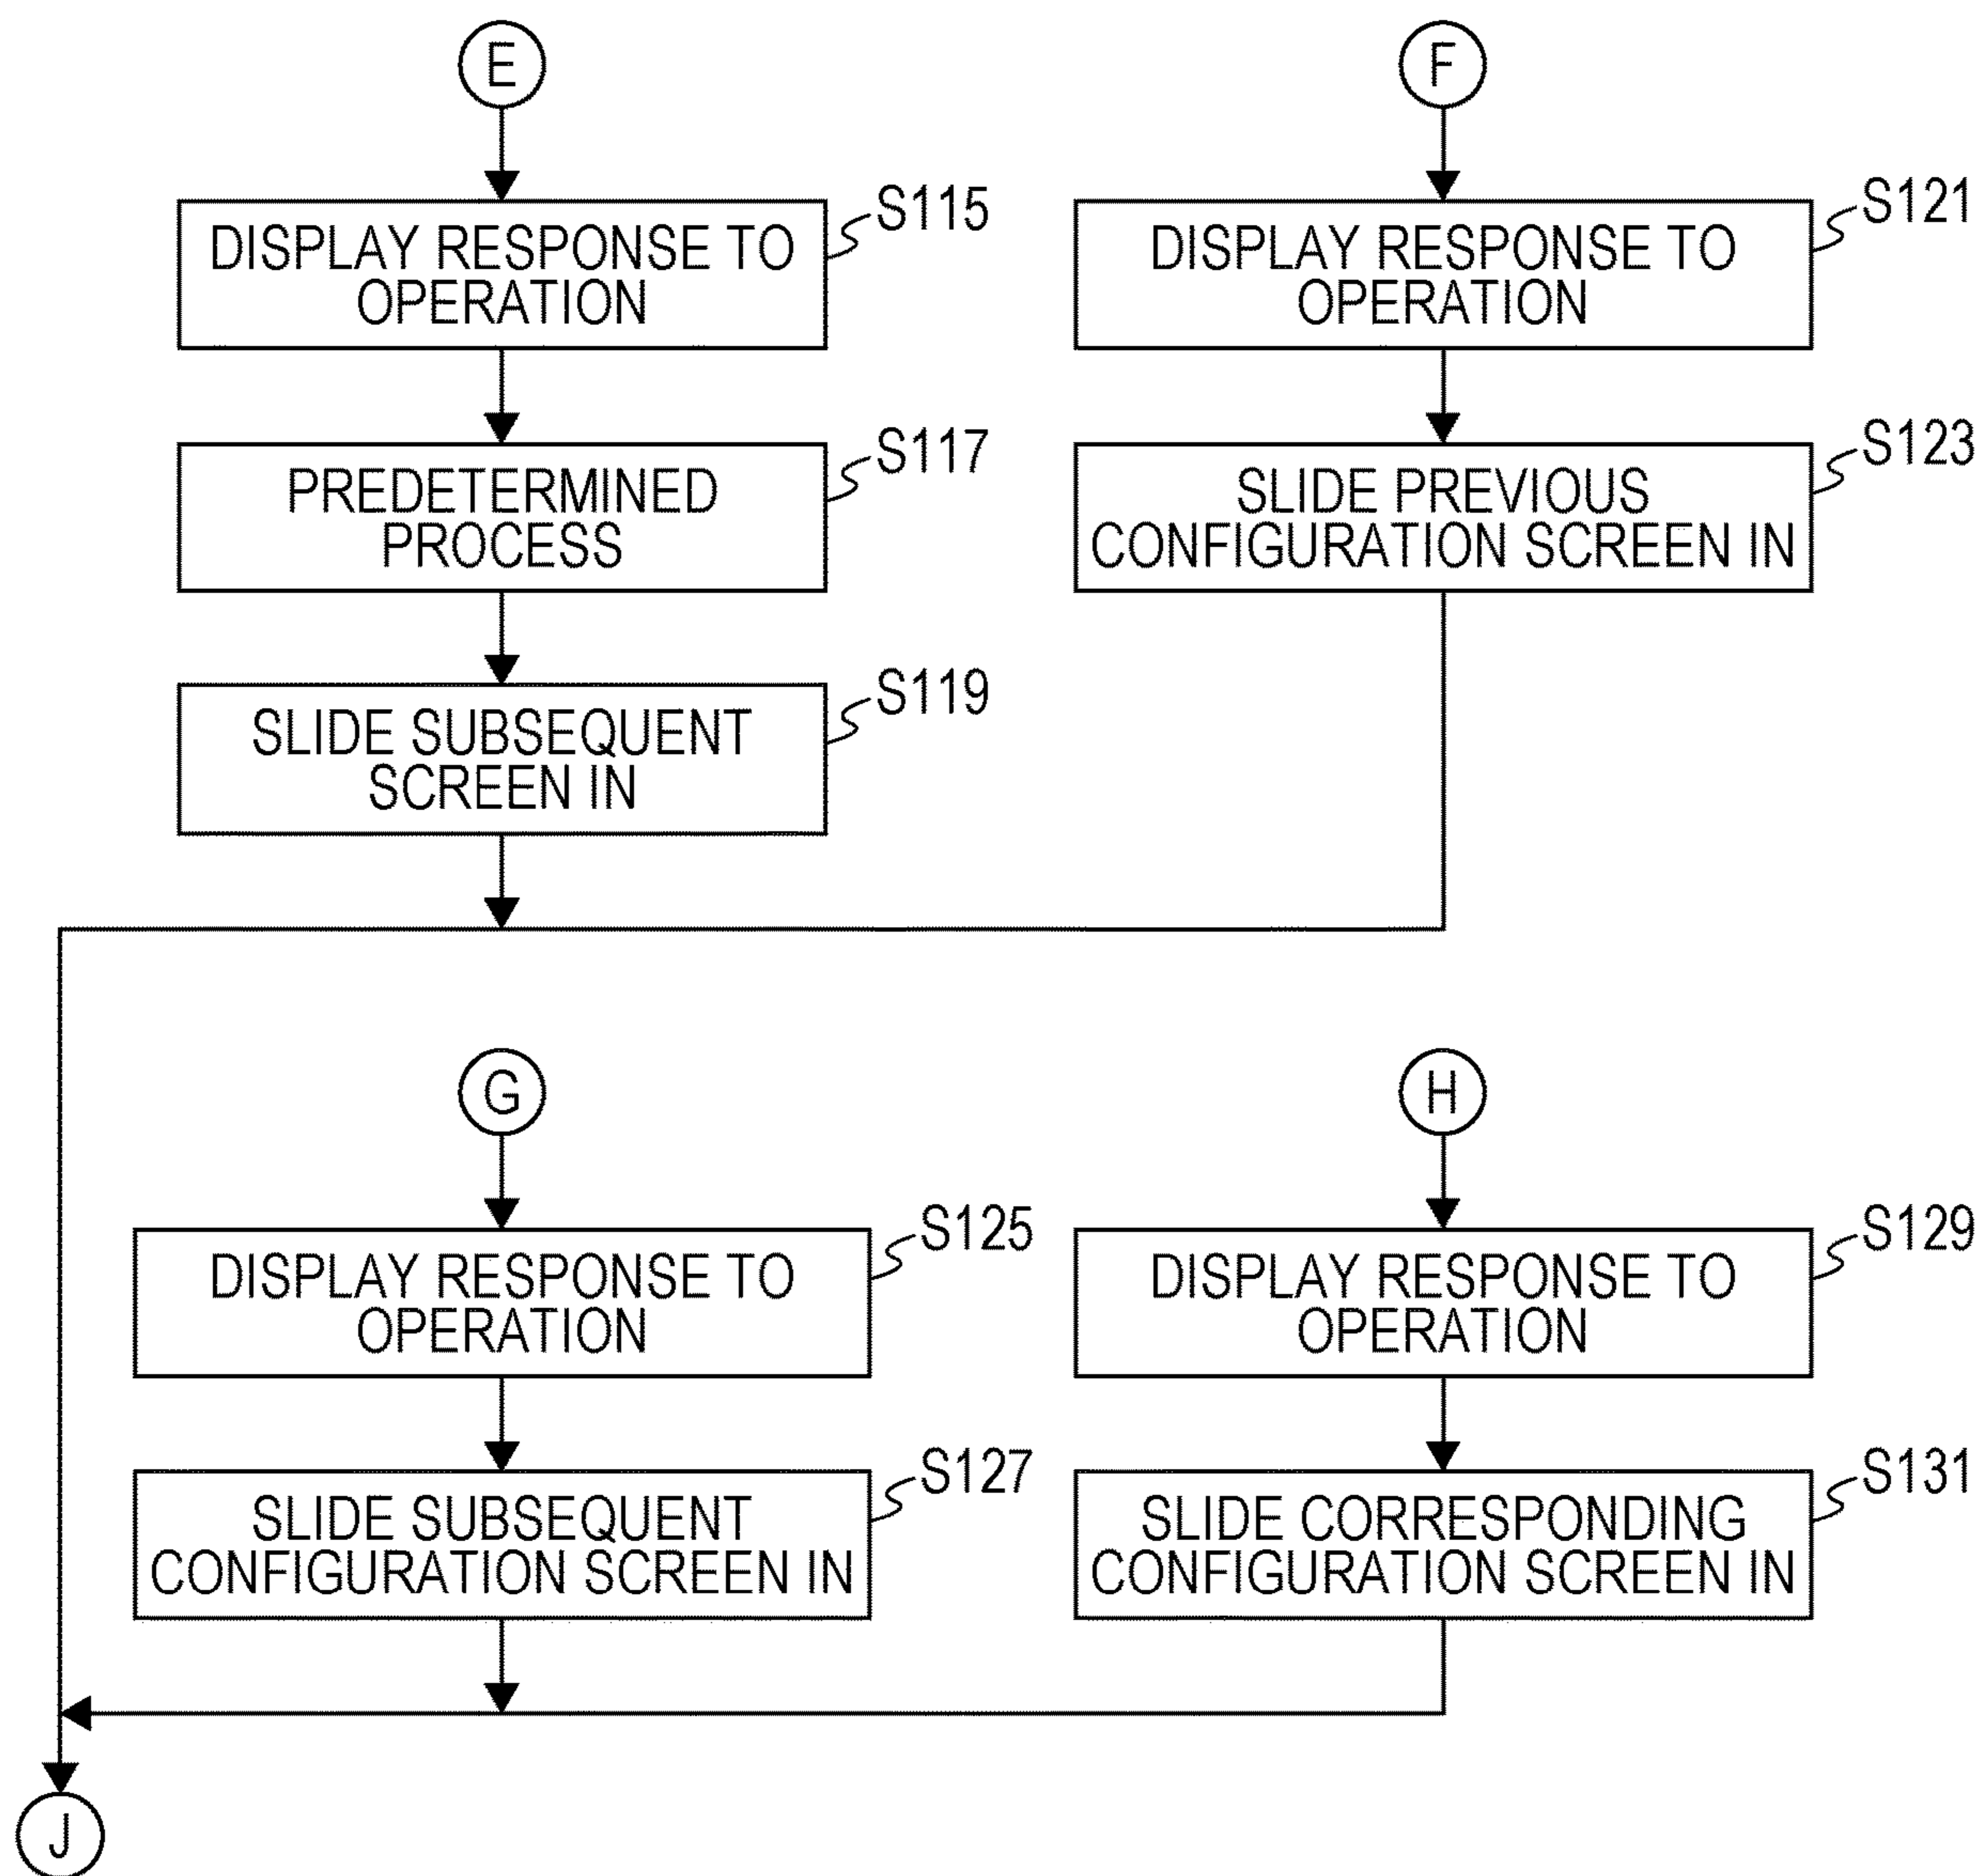 E
DISPLAY RESPONSE TO
OPERATION
S115
PREDETERMINED
PROCESS
S117
SLIDE SUBSEQUENT
SCREEN IN
S119
F
DISPLAY RESPONSE TO
OPERATION
S121
SLIDE PREVIOUS
CONFIGURATION SCREEN IN
S123
G
DISPLAY RESPONSE TO
OPERATION
S125
SLIDE SUBSEQUENT
CONFIGURATION SCREEN IN
S127
H
DISPLAY RESPONSE TO
OPERATION
S129
SLIDE CORRESPONDING
CONFIGURATION SCREEN IN
S131
J